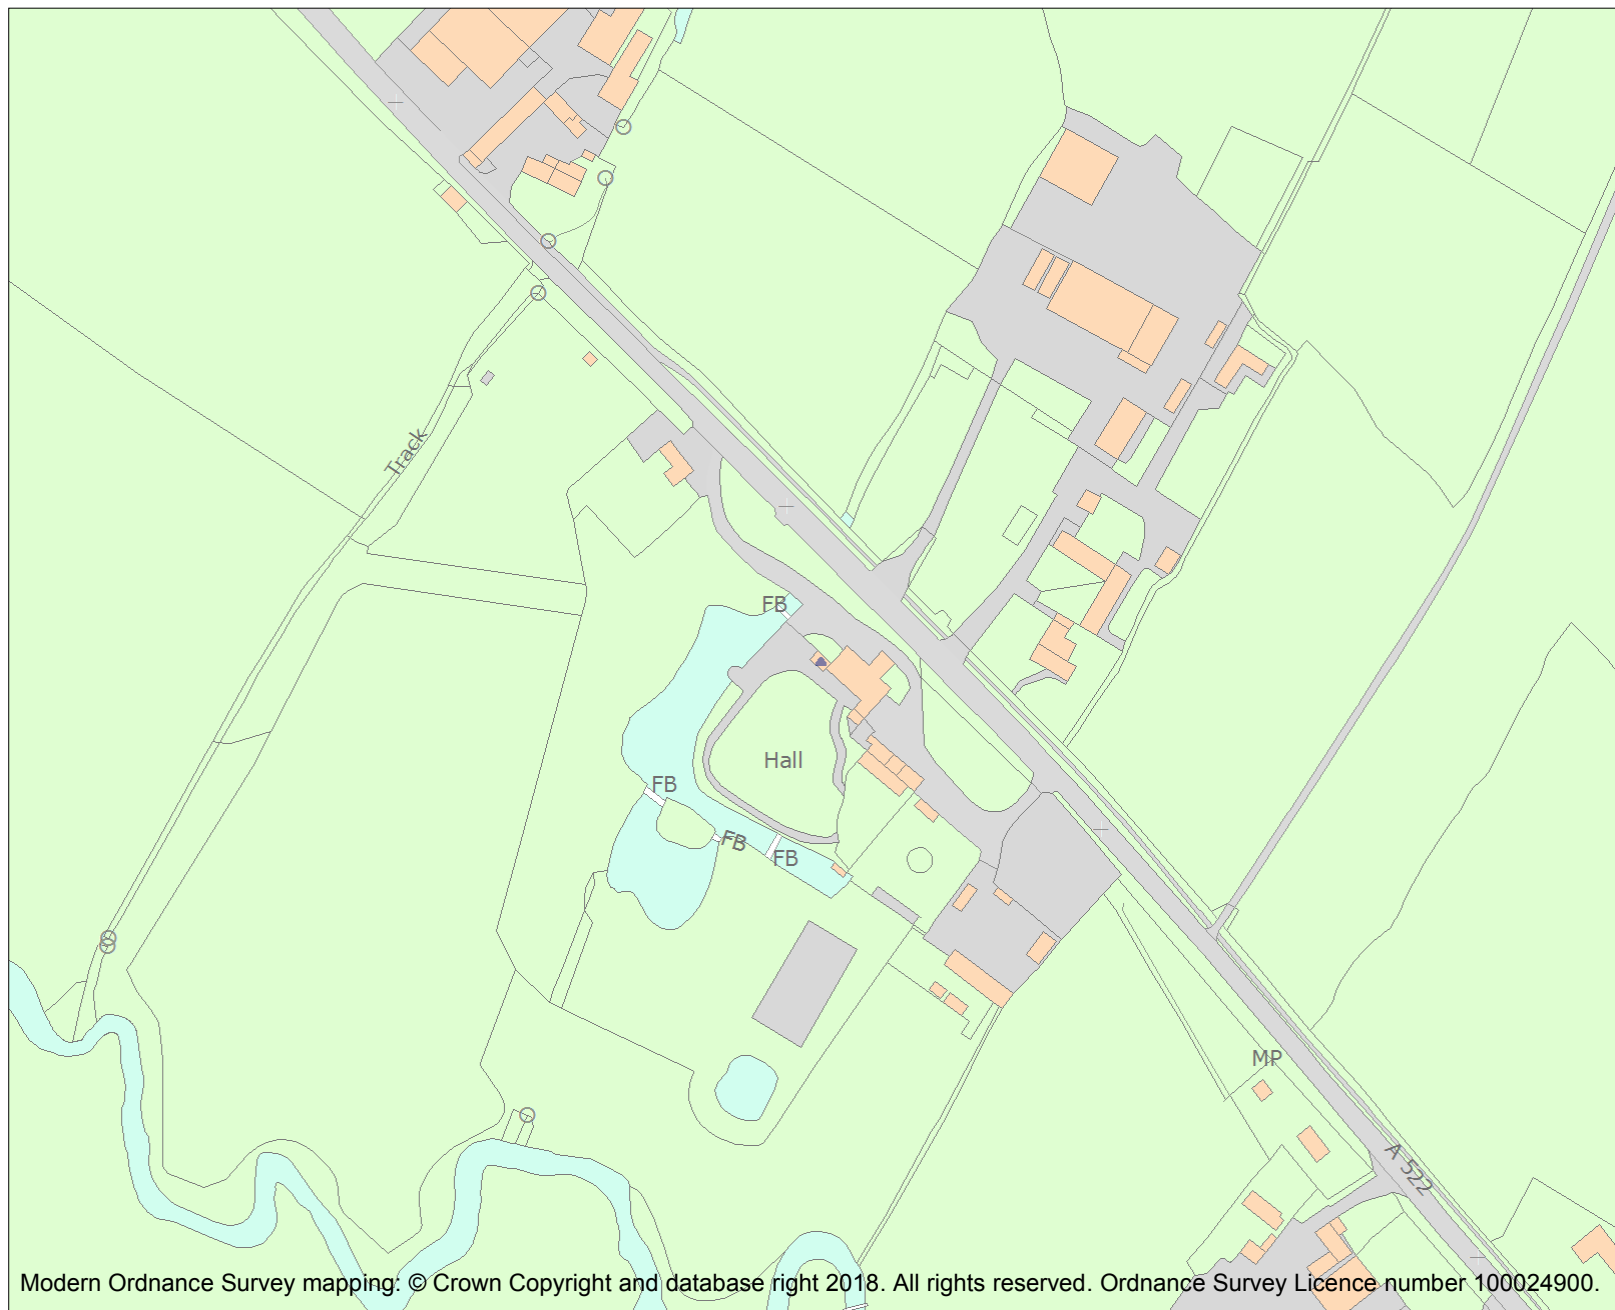 Track
FB
Hall
FB
FB
FB
MP
A 522
Modern Ordnance Survey mapping: © Crown Copyright and database right 2018. All rights reserved. Ordnance Survey Licence number 100024900.